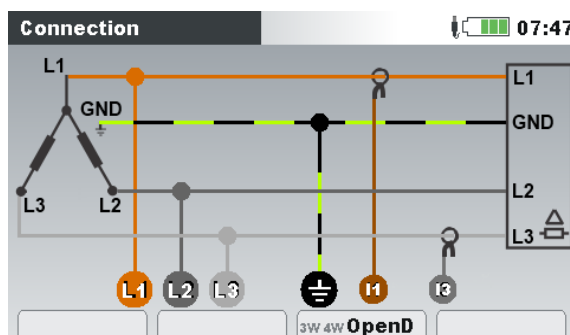 Connection 07:47
L1 L1
GND GND
L3 L2 L2
L3
L1 L2 L3 I1 I3
3W 4W OpenD